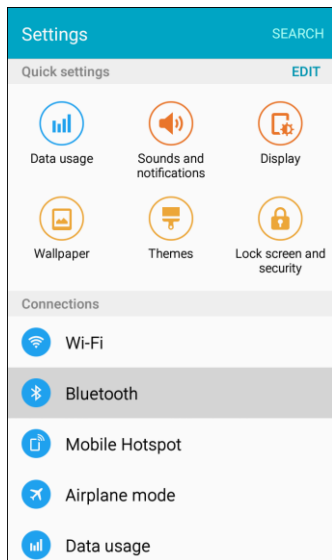 Settings SEARCH
Quick settings EDIT
Data usage
Sounds and
notifications
Display
Wallpaper
Themes
Lock screen and
security
Connections
Wi-Fi
Bluetooth
Mobile Hotspot
Airplane mode
Data usage